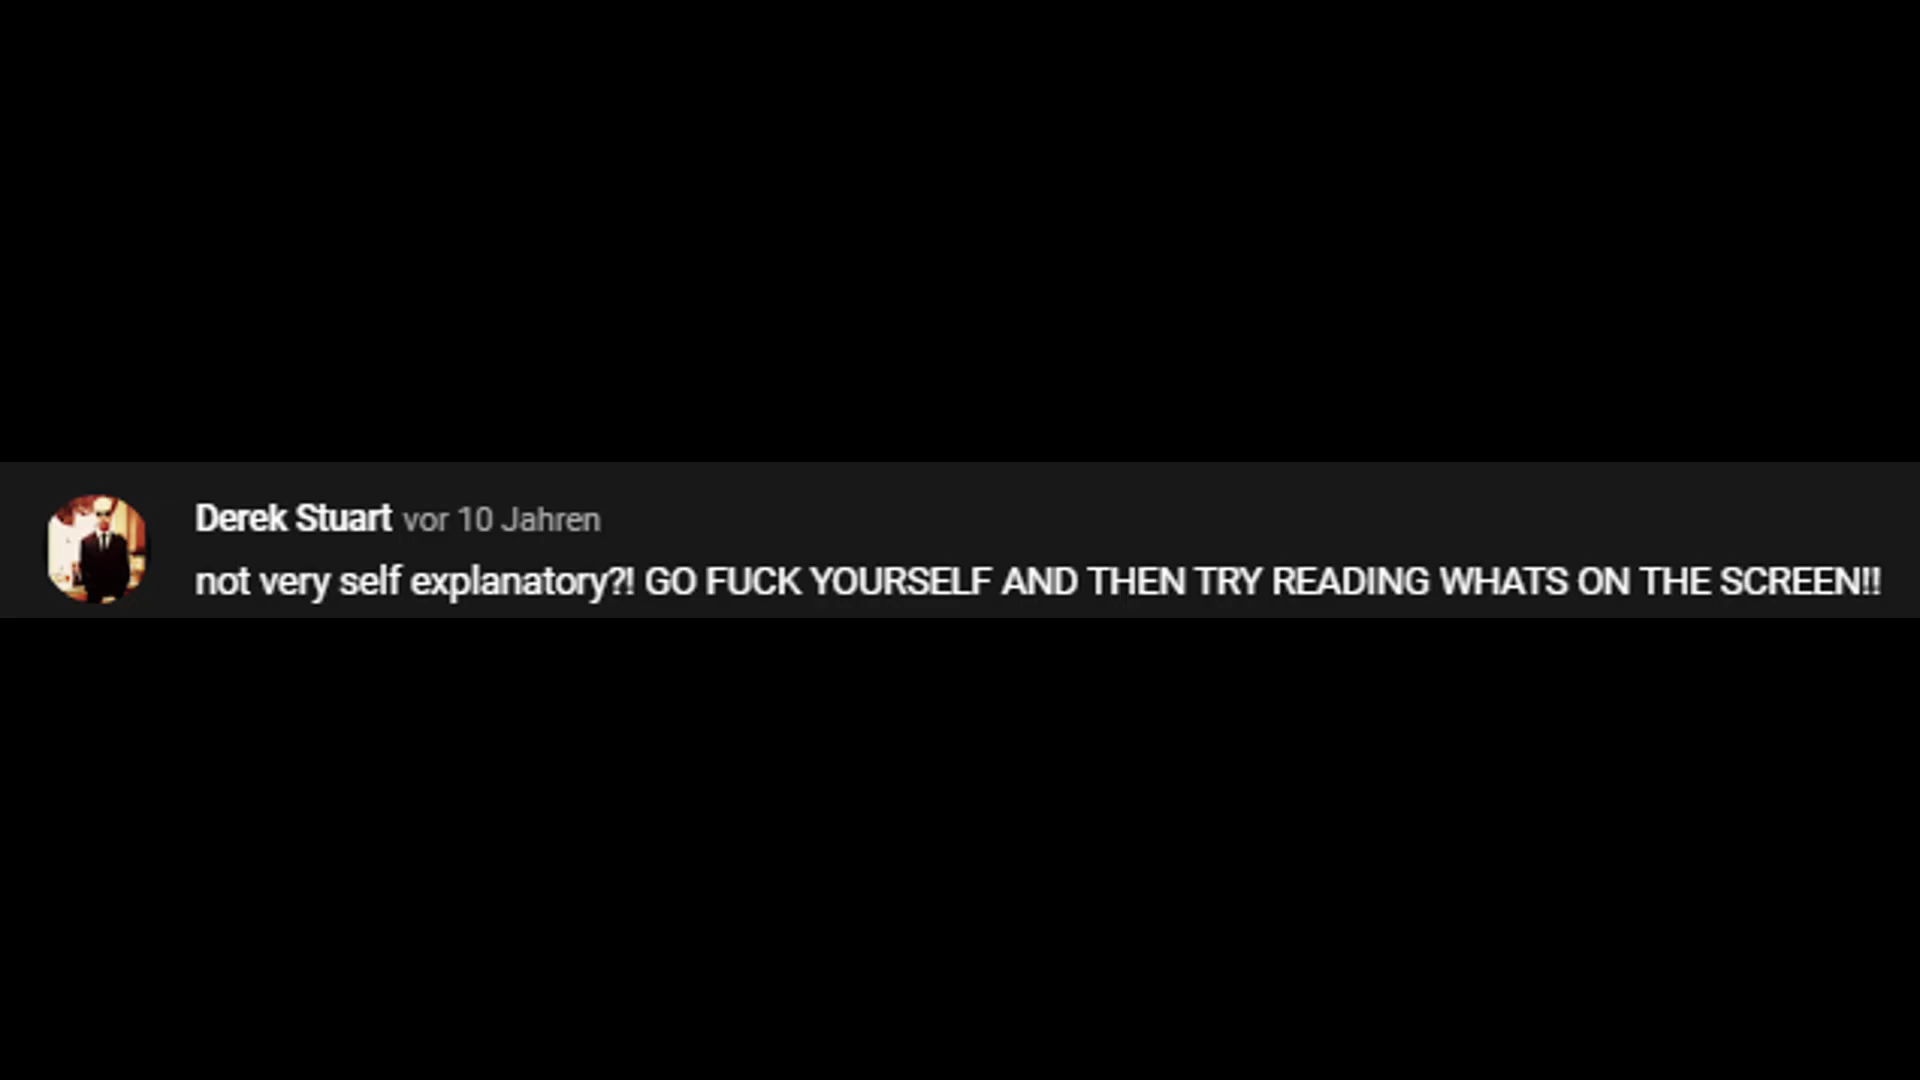 Derek Stuart vor 10 Jahren
not very self explanatory?! GO FUCK YOURSELF AND THEN TRY READING WHATS ON THE SCREEN!!